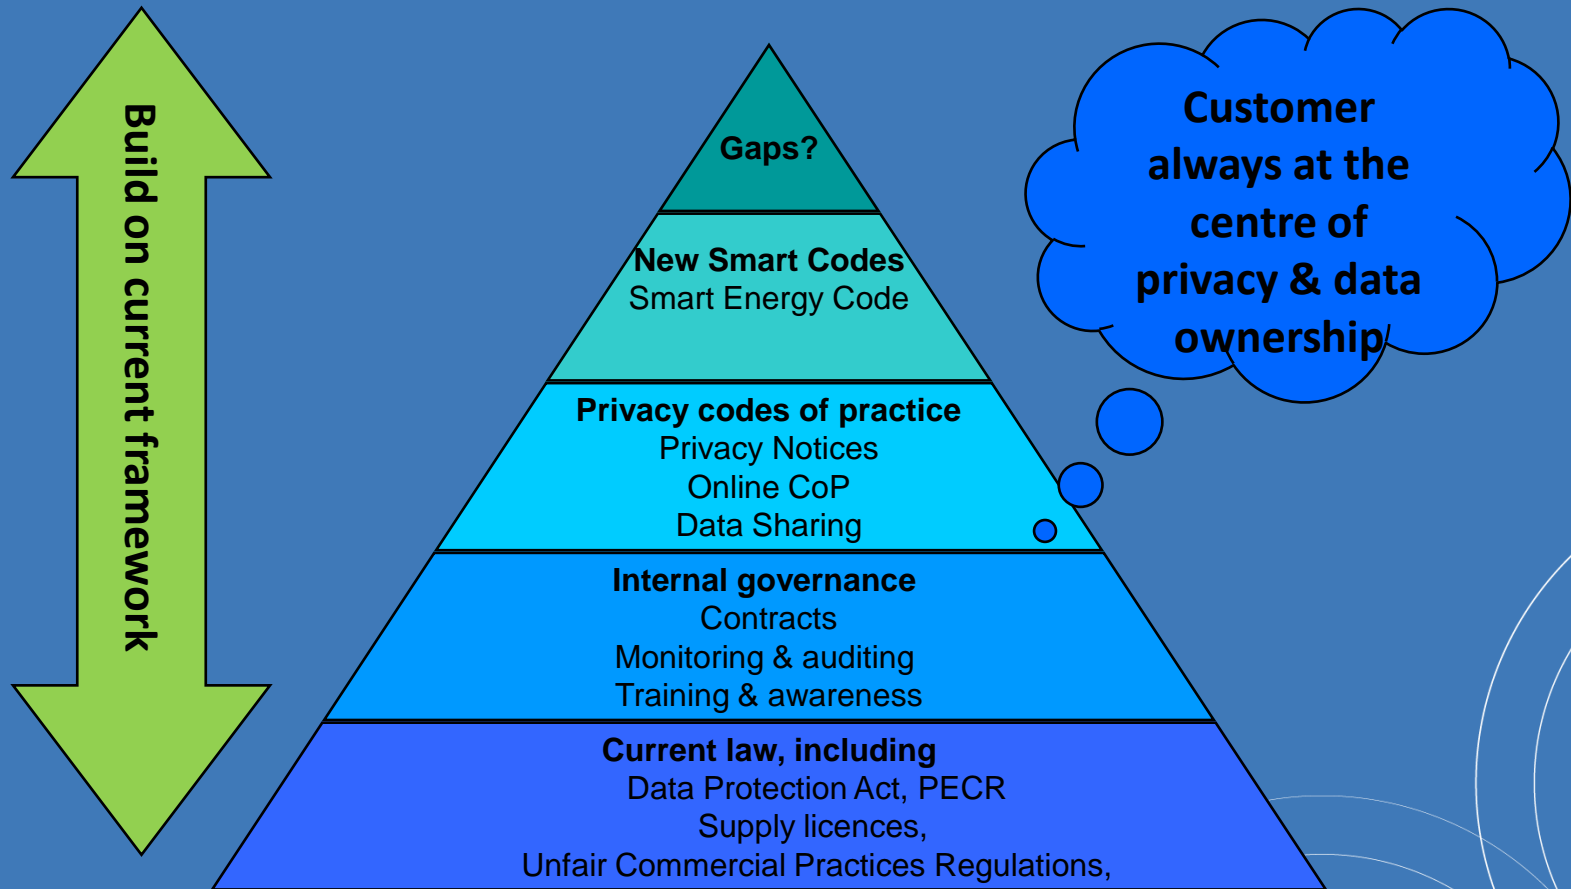 Build on current framework
Gaps?
New Smart Codes
Smart Energy Code
Privacy codes of practice
Privacy Notices
Online CoP
Data Sharing
Internal governance
Contracts
Monitoring & auditing
Training & awareness
Current law, including
Data Protection Act, PECR
Supply licences,
Unfair Commercial Practices Regulations,
Customer
always at the
centre of
privacy & data
ownership